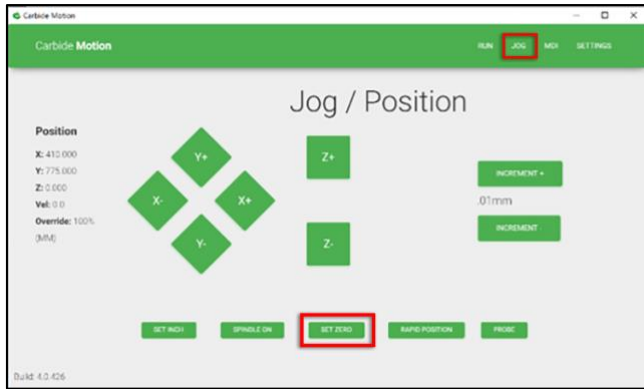 Carbide Motion
Carbide Motion
RUN JOG MDI SETTINGS
Jog / Position
Position
X: 410.000
Y: 775.000
Z: 0.000
Vel: 0.0
Override: 100%
(MM)
Y+
X-
X+
Y-
Z+
Z-
INCREMENT +
.01mm
INCREMENT
SET INCH SPINDLE ON SET ZERO RAPID POSITION PROBE
Build: 4.0.426